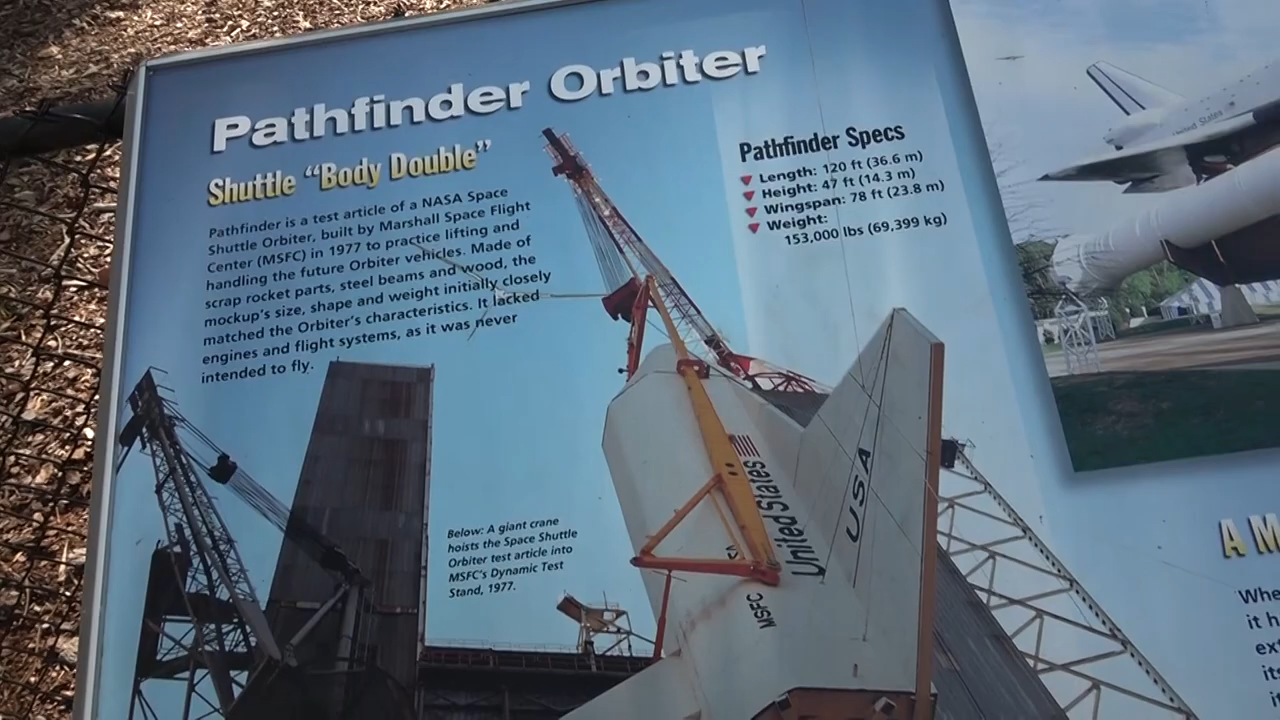 Pathfinder Orbiter
Shuttle “Body Double”
Pathfinder is a test article of a NASA Space
Shuttle Orbiter, built by Marshall Space Flight
Center (MSFC) in 1977 to practice lifting and
handling the future Orbiter vehicles. Made of
scrap rocket parts, steel beams and wood, the
mockup's size, shape and weight initially closely
matched the Orbiter's characteristics. It lacked
engines and flight systems, as it was never
intended to fly.
Pathfinder Specs
Length: 120 ft (36.6 m)
Height: 47 ft (14.3 m)
Wingspan: 78 ft (23.8 m)
Weight:
153,000 lbs (69,399 kg)
United States
USA
United States
MSFC
Below: A giant crane
hoists the Space Shuttle
Orbiter test article into
MSFC's Dynamic Test
Stand, 1977.
A M
Whe
it h
ex